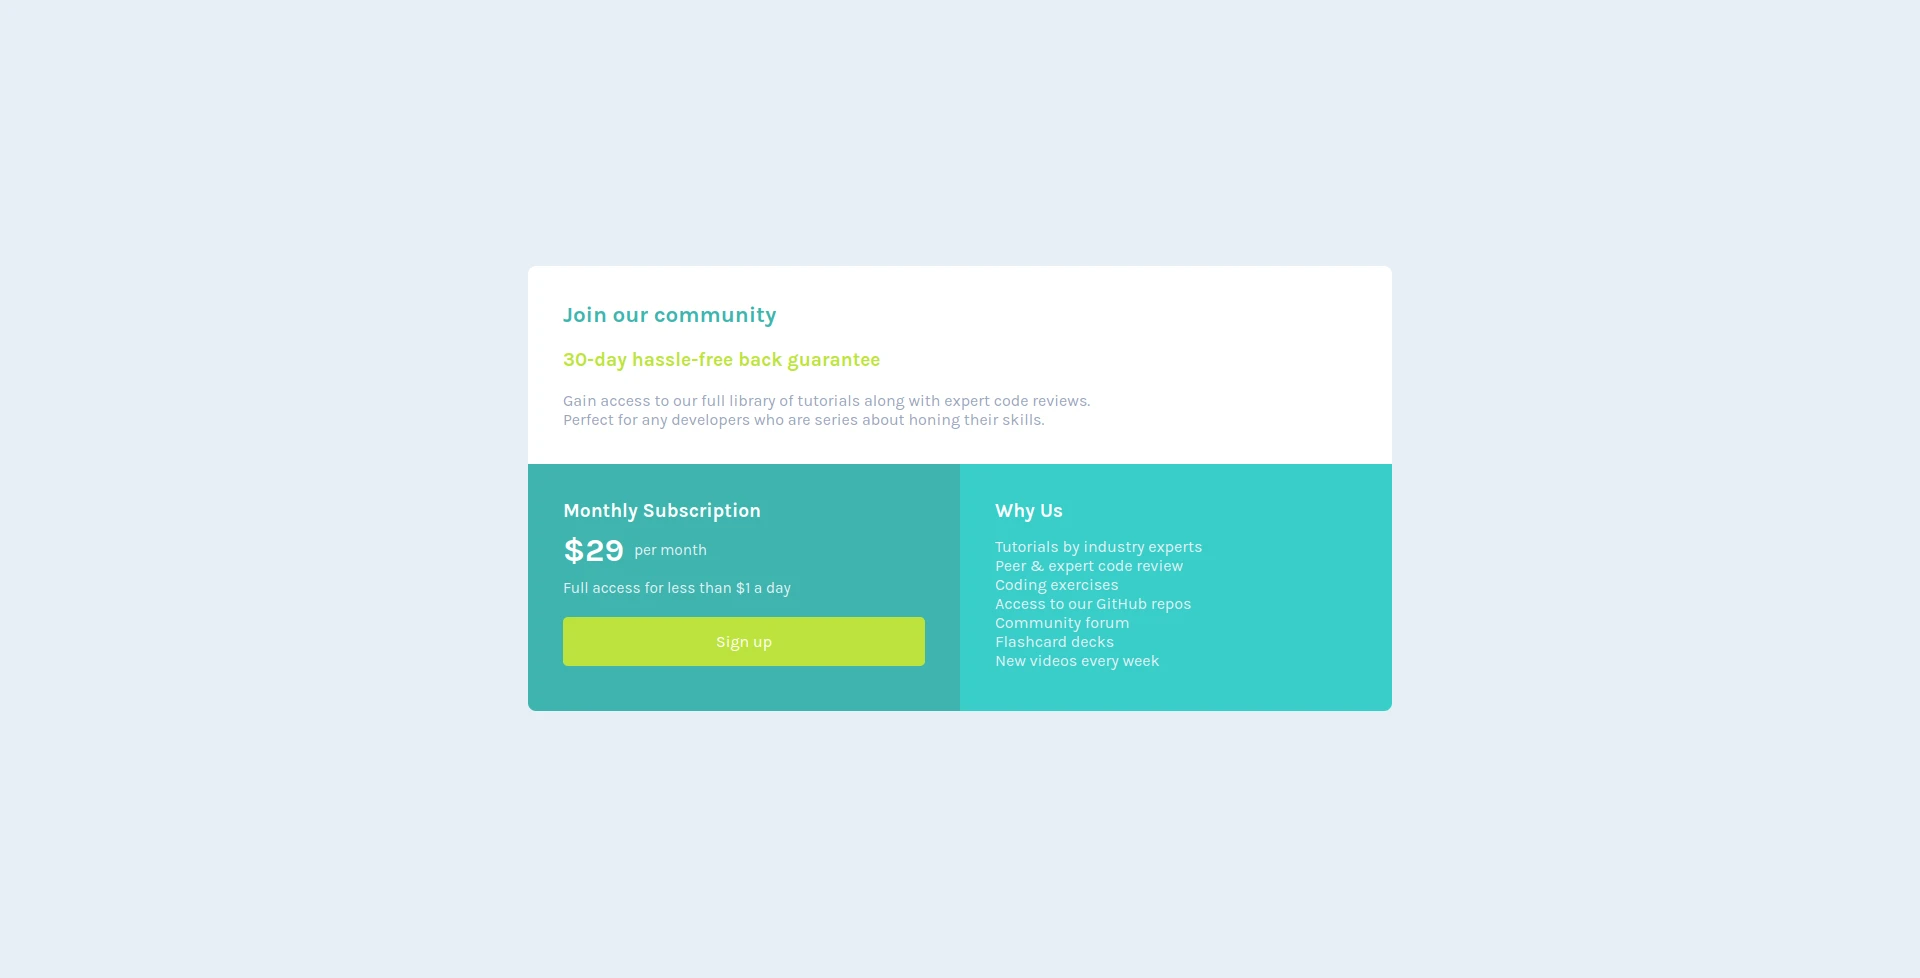 Join our community
30-day hassle-free back guarantee
Gain access to our full library of tutorials along with expert code reviews.
Perfect for any developers who are series about honing their skills.
Monthly Subscription
$29 per month
Full access for less than $1 a day
Sign up
Why Us
Tutorials by industry experts
Peer & expert code review
Coding exercises
Access to our GitHub repos
Community forum
Flashcard decks
New videos every week